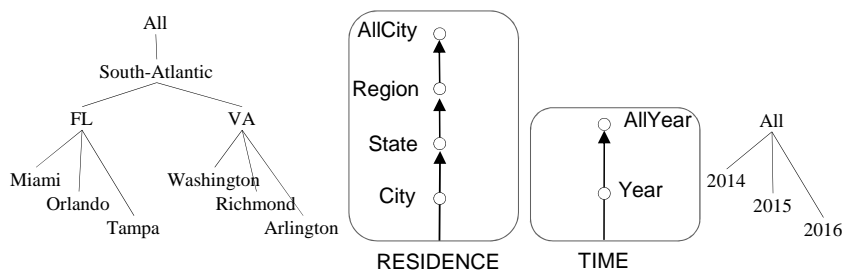 All
South-Atlantic
FL VA
Miami
Orlando
Tampa
Washington
Richmond
Arlington
AllCity
Region
State
City
RESIDENCE
AllYear
Year
TIME
All
2014
2015
2016